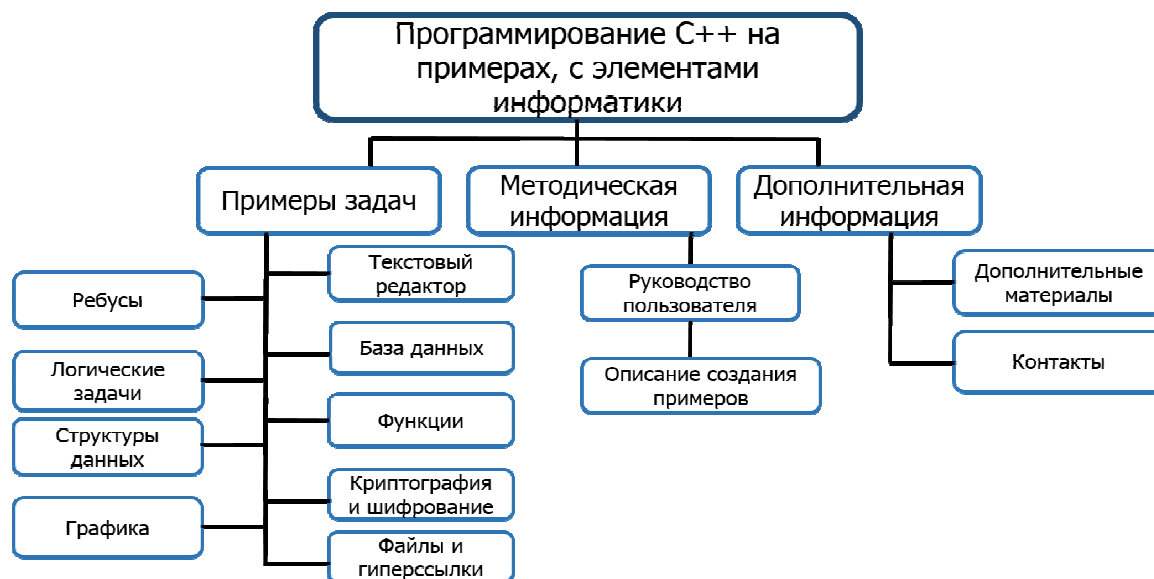 Программирование C++ на
примерах, с элементами
информатики
Примеры задач
Методическая
информация
Дополнительная
информация
Ребусы
Логические
задачи
Структуры
данных
Графика
Текстовый
редактор
База данных
Функции
Криптография
и шифрование
Файлы и
гиперссылки
Руководство
пользователя
Описание создания
примеров
Дополнительные
материалы
Контакты